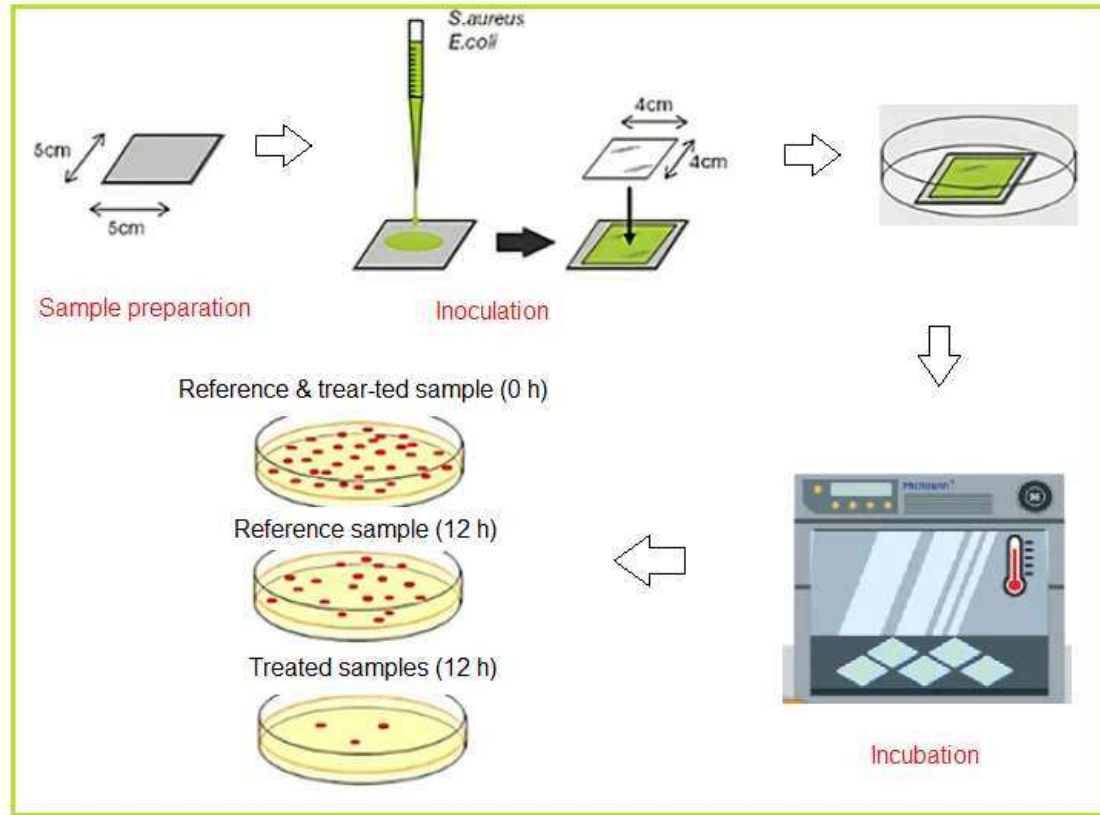 S.aureus
E.coli
5cm
5cm
4cm
4cm
Sample preparation
Inoculation
Reference & trear-ted sample (0 h)
Reference sample (12 h)
Treated samples (12 h)
Incubation